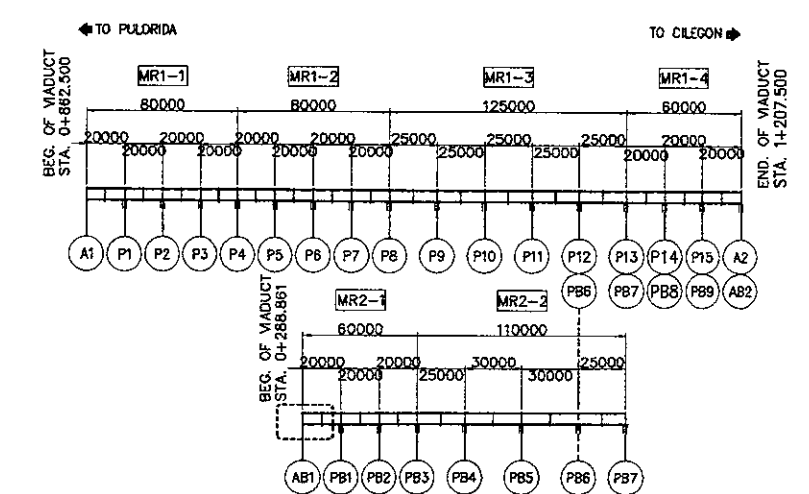 TO PULORIDA
TO CILEGON
BEG. OF VIADUCT
STA. 0+862.500
MR1-1 MR1-2 MR1-3 MR1-4
80000 80000 125000 60000
END. OF VIADUCT
STA. 1+207.500
20000 20000 20000 20000 25000 25000 25000 20000
20000 20000 20000 20000 25000 25000 20000 20000
A1 P1 P2 P3 P4 P5 P6 P7 P8 P9 P10 P11 P12 P13 P14 P15 A2
PB6 PB7 PB8 PB9 AB2
BEG. OF VIADUCT
STA. 0+288.861
MR2-1 MR2-2
60000 110000
20000 20000 30000 25000
20000 25000 30000
AB1 PB1 PB2 PB3 PB4 PB5 PB6 PB7